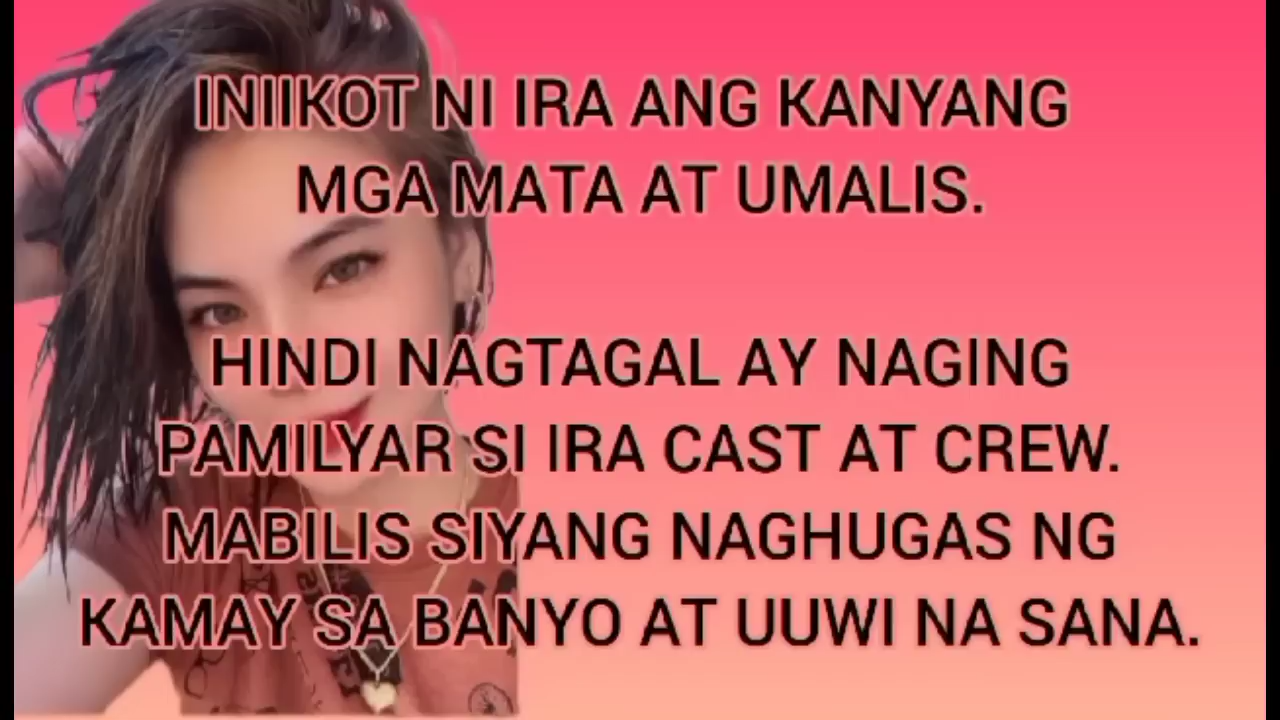 INIIKOT NI IRA ANG KANYANG
MGA MATA AT UMALIS.
HINDI NAGTAGAL AY NAGING
PAMILYAR SI IRA CAST AT CREW.
MABILIS SIYANG NAGHUGAS NG
KAMAY SA BANYO AT UUWI NA SANA.